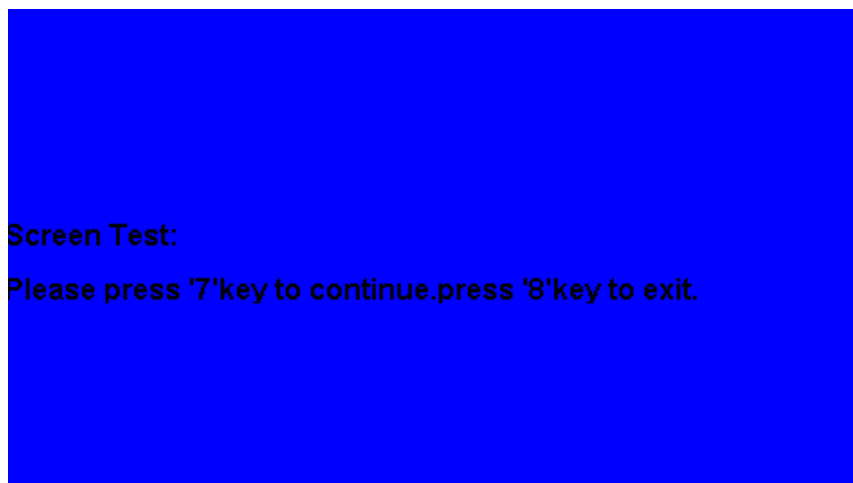 Screen Test:
Please press '7'key to continue.press '8'key to exit.